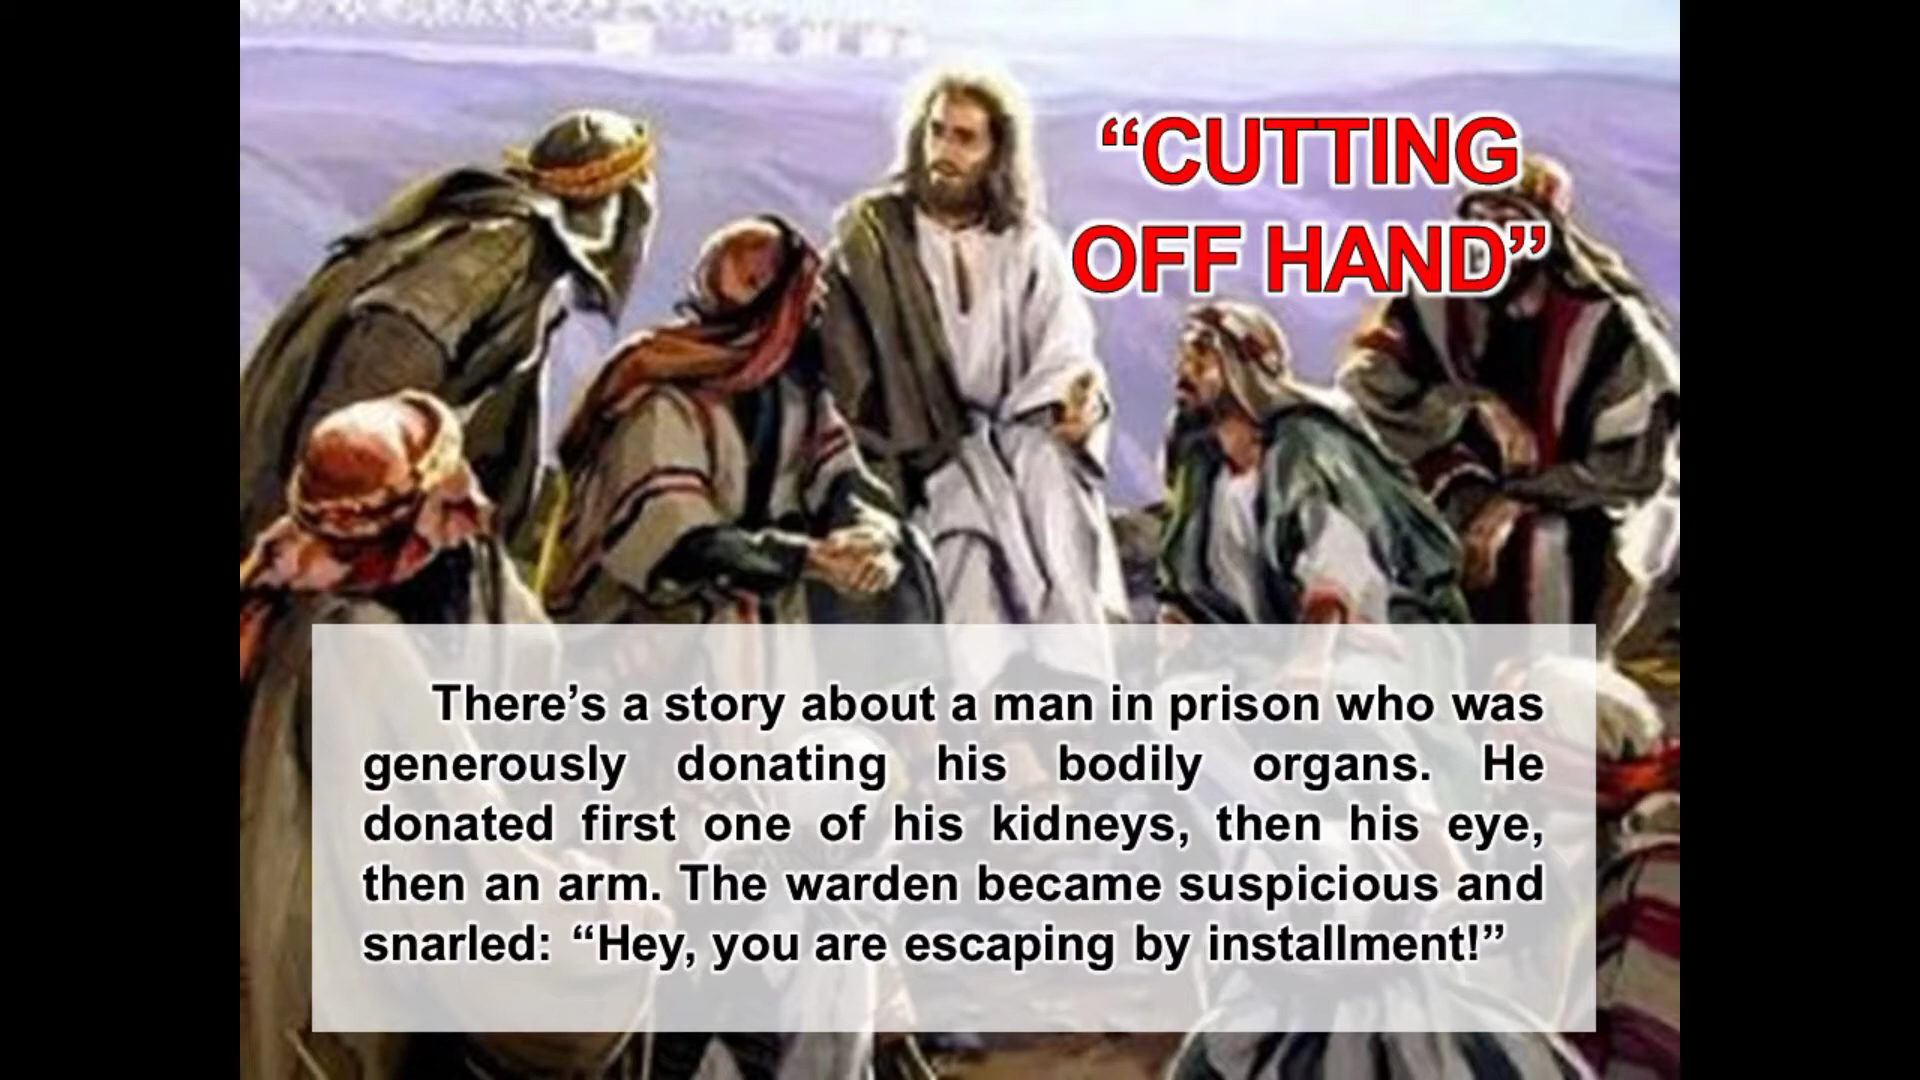 “CUTTING
OFF HAND”
There’s a story about a man in prison who was
generously donating his bodily organs. He
donated first one of his kidneys, then his eye,
then an arm. The warden became suspicious and
snarled: “Hey, you are escaping by installment!”